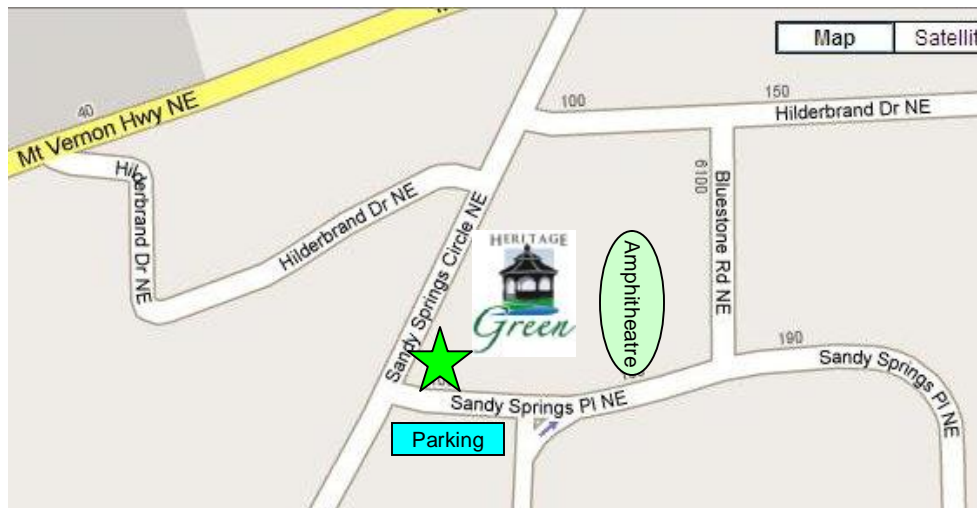 Map
Satellit
40
Mt Vernon Hwy NE
100
150
Hilderbrand Dr NE
Hilderbrand Dr NE
Hilderbrand Dr NE
6100
Bluestone Rd NE
Sandy Springs Circle NE
HERITAGE
Green
Amphitheatre
190
Sandy Springs Pl NE
Sandy Springs Pl NE
Parking